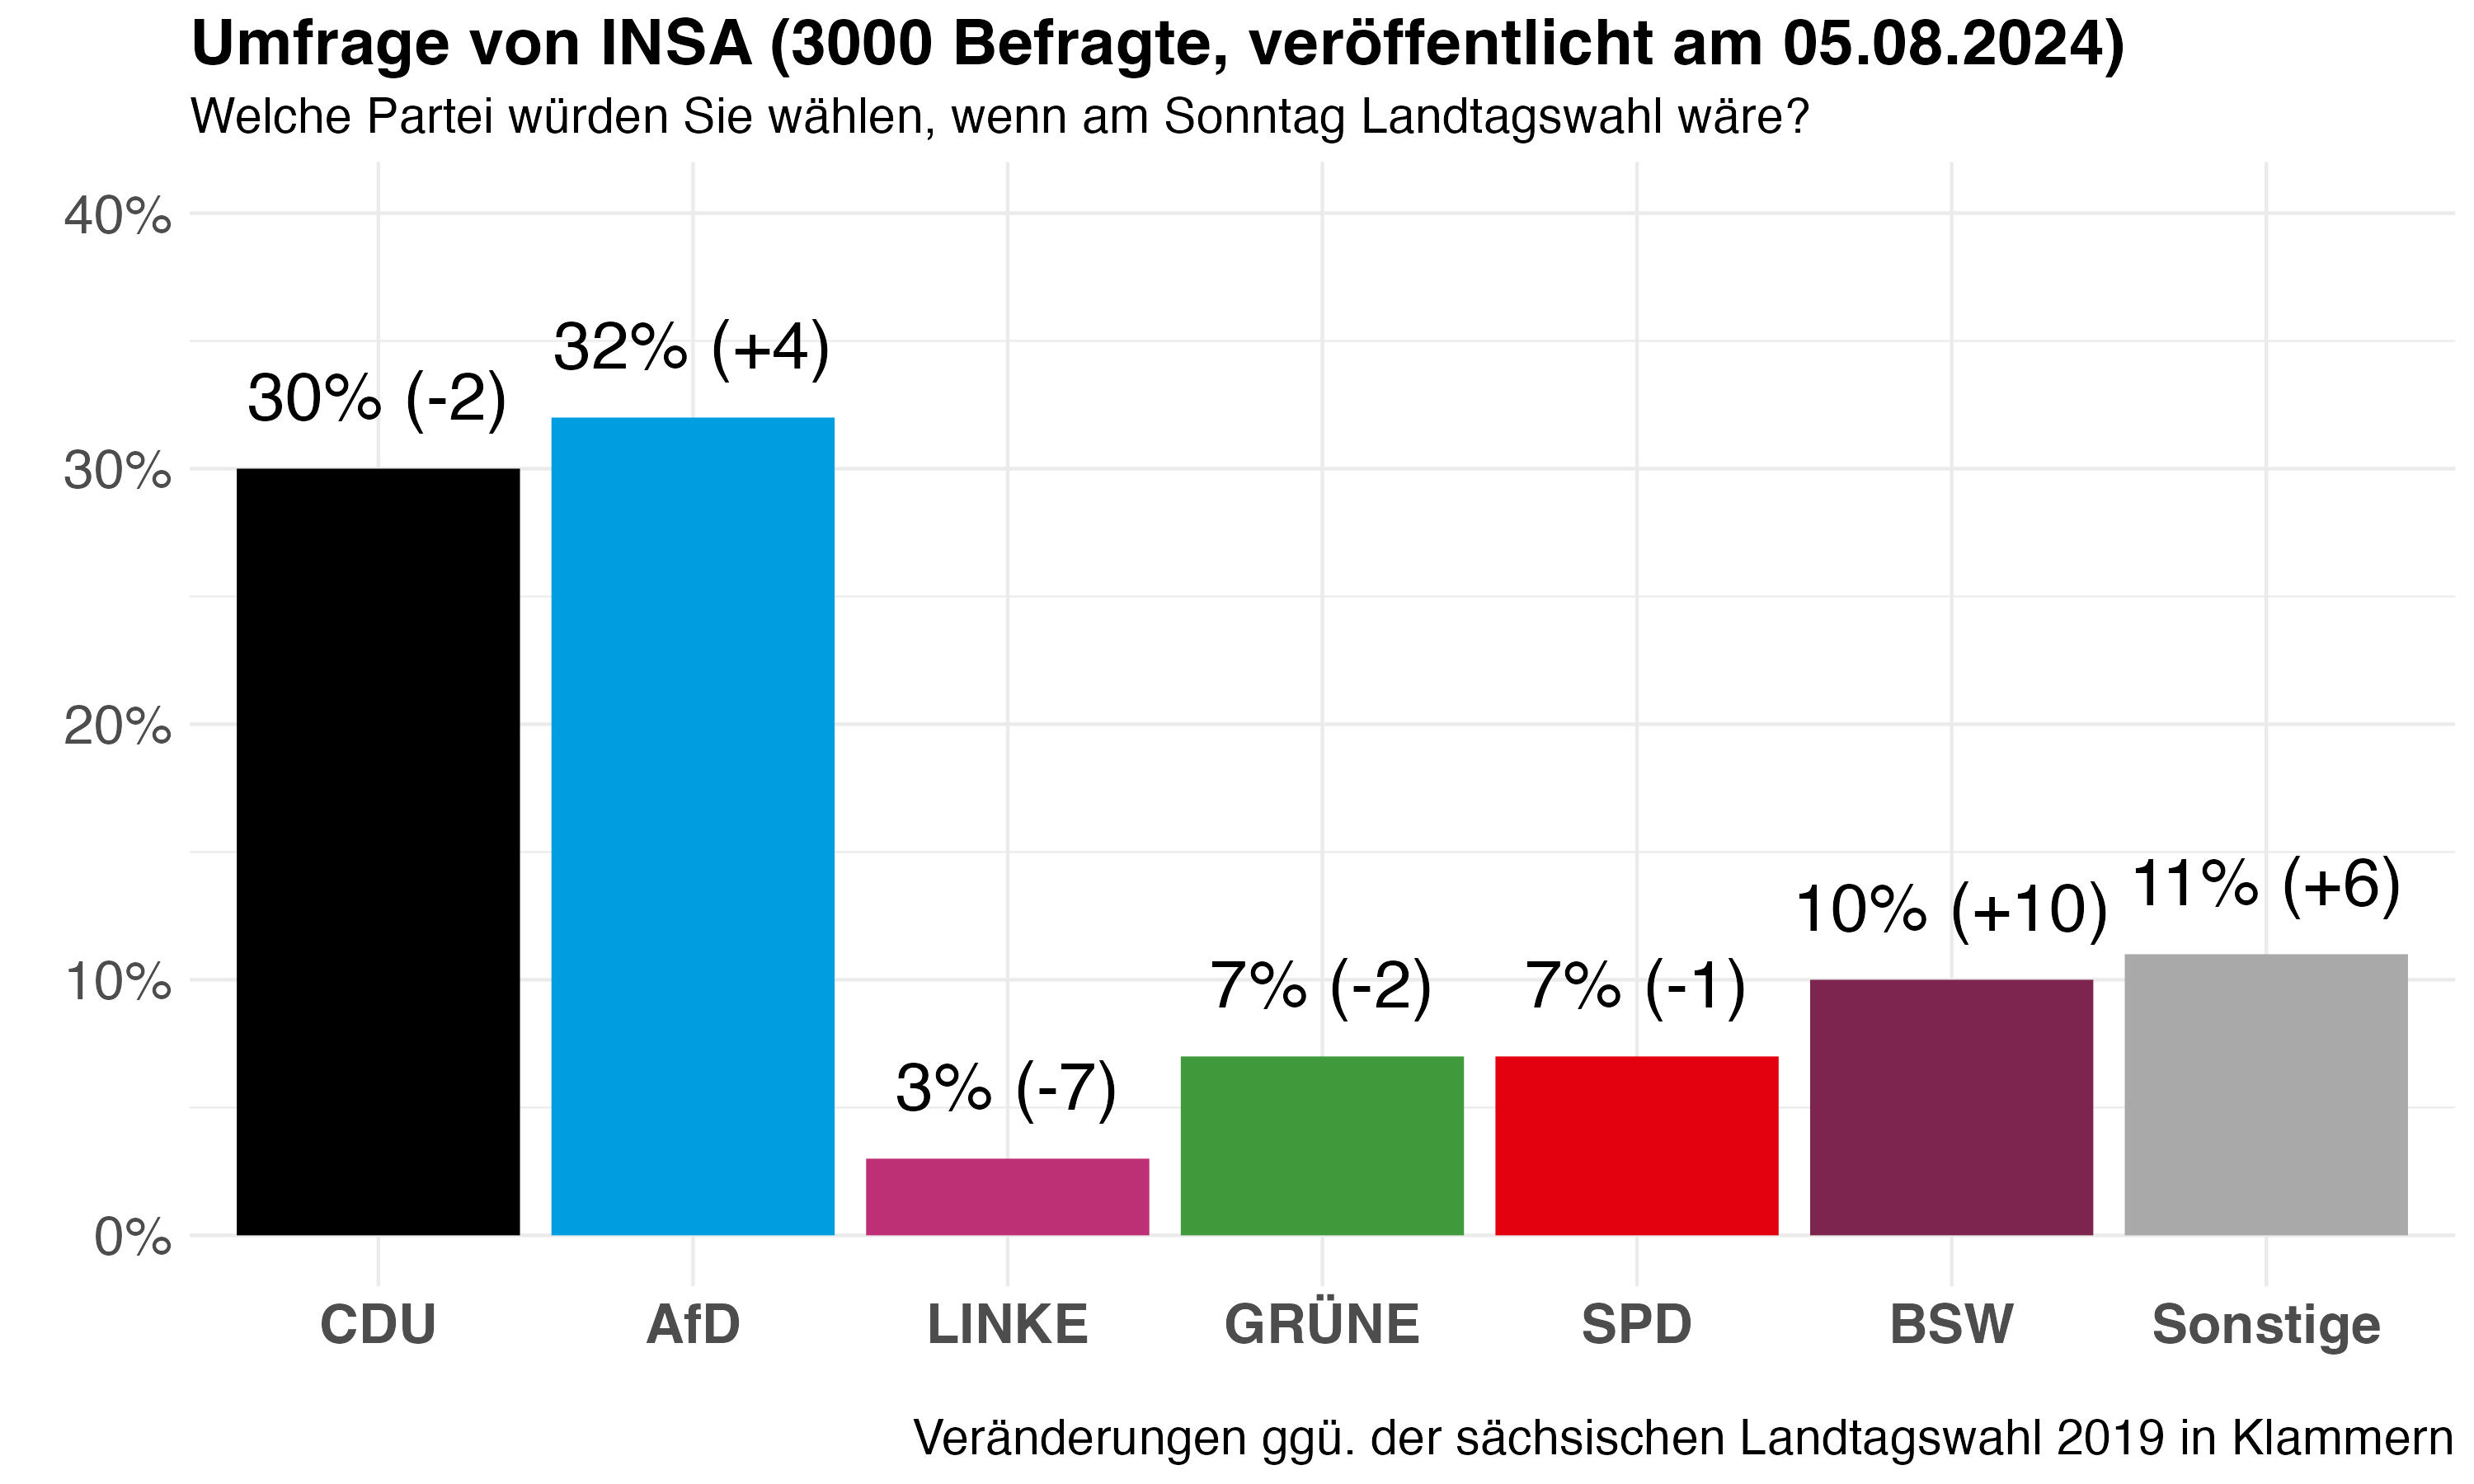 Umfrage von INSA (3000 Befragte, veröffentlicht am 05.08.2024)
Welche Partei würden Sie wählen, wenn am Sonntag Landtagswahl wäre?
40%
30%
20%
10%
0%
30% (-2)
32% (+4)
3% (-7)
7% (-2)
7% (-1)
10% (+10)
11% (+6)
CDU
AfD
LINKE
GRÜNE
SPD
BSW
Sonstige
Veränderungen ggü. der sächsischen Landtagswahl 2019 in Klammern